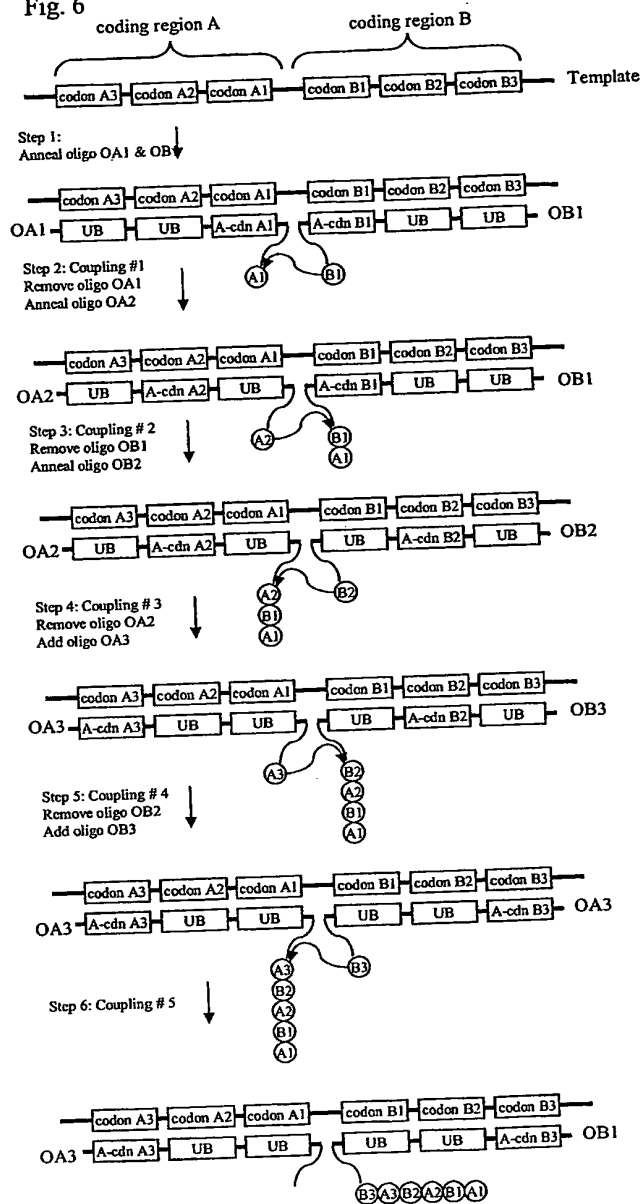 Fig. 6
coding region A coding region B
codon A3 codon A2 codon A1 codon B1 codon B2 codon B3 Template
Step 1:
Anneal oligo OA1 & OB
codon A3 codon A2 codon A1 codon B1 codon B2 codon B3
OA1 UB UB A-cdn A1 A-cdn B1 UB UB OB1
A1 B1
Step 2: Coupling #1
Remove oligo OA1
Anneal oligo OA2
codon A3 codon A2 codon A1 codon B1 codon B2 codon B3
OA2 UB A-cdn A2 UB A-cdn B1 UB UB OB1
A2 B1
A1
Step 3: Coupling # 2
Remove oligo OB1
Anneal oligo OB2
codon A3 codon A2 codon A1 codon B1 codon B2 codon B3
OA2 UB A-cdn A2 UB UB A-cdn B2 UB OB2
A2 B2
B1
A1
Step 4: Coupling # 3
Remove oligo OA2
Add oligo OA3
codon A3 codon A2 codon A1 codon B1 codon B2 codon B3
OA3 A-cdn A3 UB UB UB A-cdn B2 UB OB3
A3 B2
A2
B1
A1
Step 5: Coupling # 4
Remove oligo OB2
Add oligo OB3
codon A3 codon A2 codon A1 codon B1 codon B2 codon B3
OA3 A-cdn A3 UB UB UB UB A-cdn B3 OA3
A3 B3
B2
A2
B1
A1
Step 6: Coupling # 5
codon A3 codon A2 codon A1 codon B1 codon B2 codon B3
OA3 A-cdn A3 UB UB UB UB A-cdn B3 OB1
B3 A3 B2 A2 B1 A1